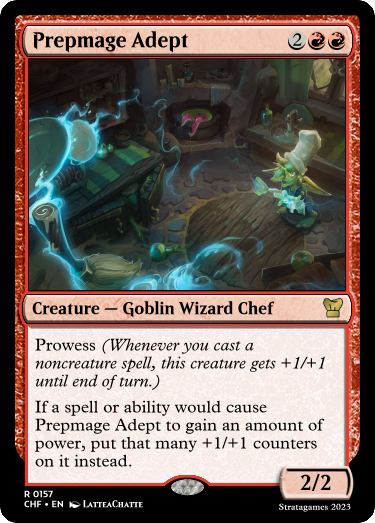 Prepmage Adept 2
Creature — Goblin Wizard Chef
Prowess (Whenever you cast a
noncreature spell, this creature gets +1/+1
until end of turn.)
If a spell or ability would cause
Prepmage Adept to gain an amount of
power, put that many +1/+1 counters
on it instead.
2/2
R 0157
CHF • EN LATTEACHATTE
Stratagames 2023